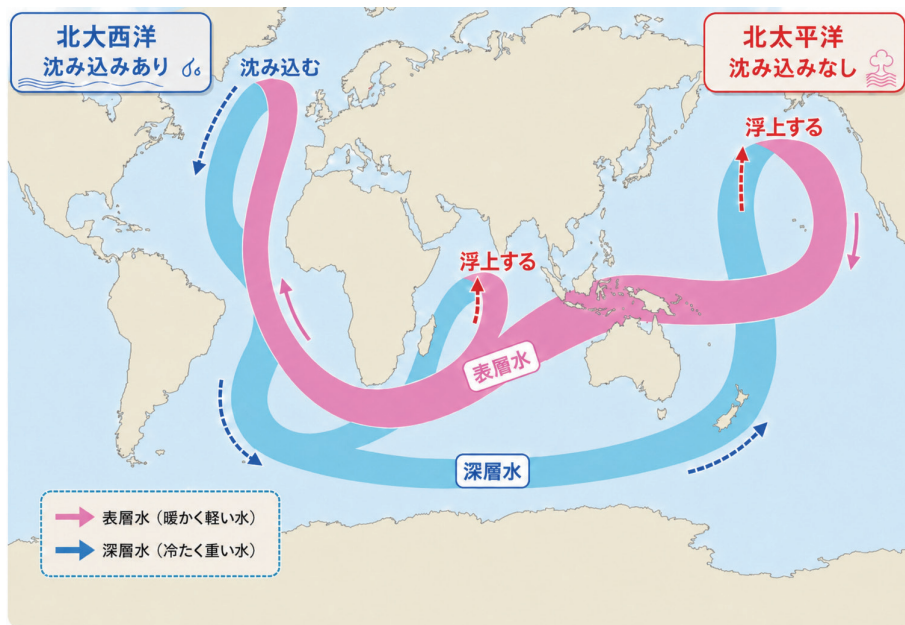 北大西洋
沈み込みあり
沈み込む
北太平洋
沈み込みなし
浮上する
浮上する
表層水
深層水
表層水（暖かく軽い水）
深層水（冷たく重い水）